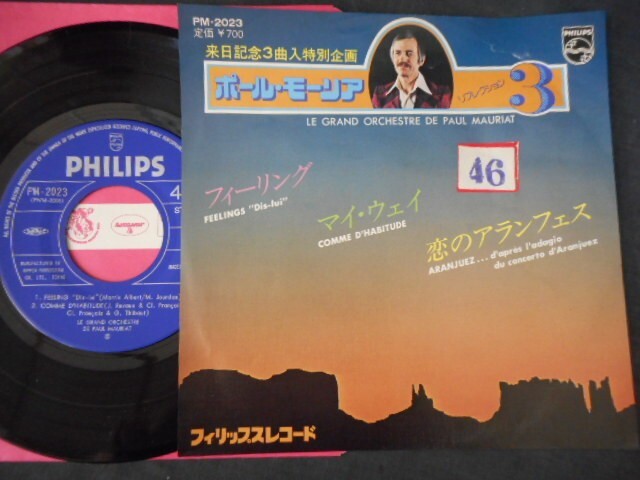 PM-2023
定価 ¥700
来日記念3曲入特別企画
ポール・モーリア
3
LE GRAND ORCHESTRE DE PAUL MAURIAT
PHILIPS
46
フィーリング
FEELINGS "Dis-lui"
マイ・ウェイ
COMME D'HABITUDE
恋のアランフェス
ARANJUEZ... d'après l'adagio
du concerto d'Aranjuez
フィリップスレコード
PHILIPS
PM-2023
1. FEELING "Dis-lui"
2. COMME D'HABITUDE
LE GRAND ORCHESTRE
DE PAUL MAURIAT